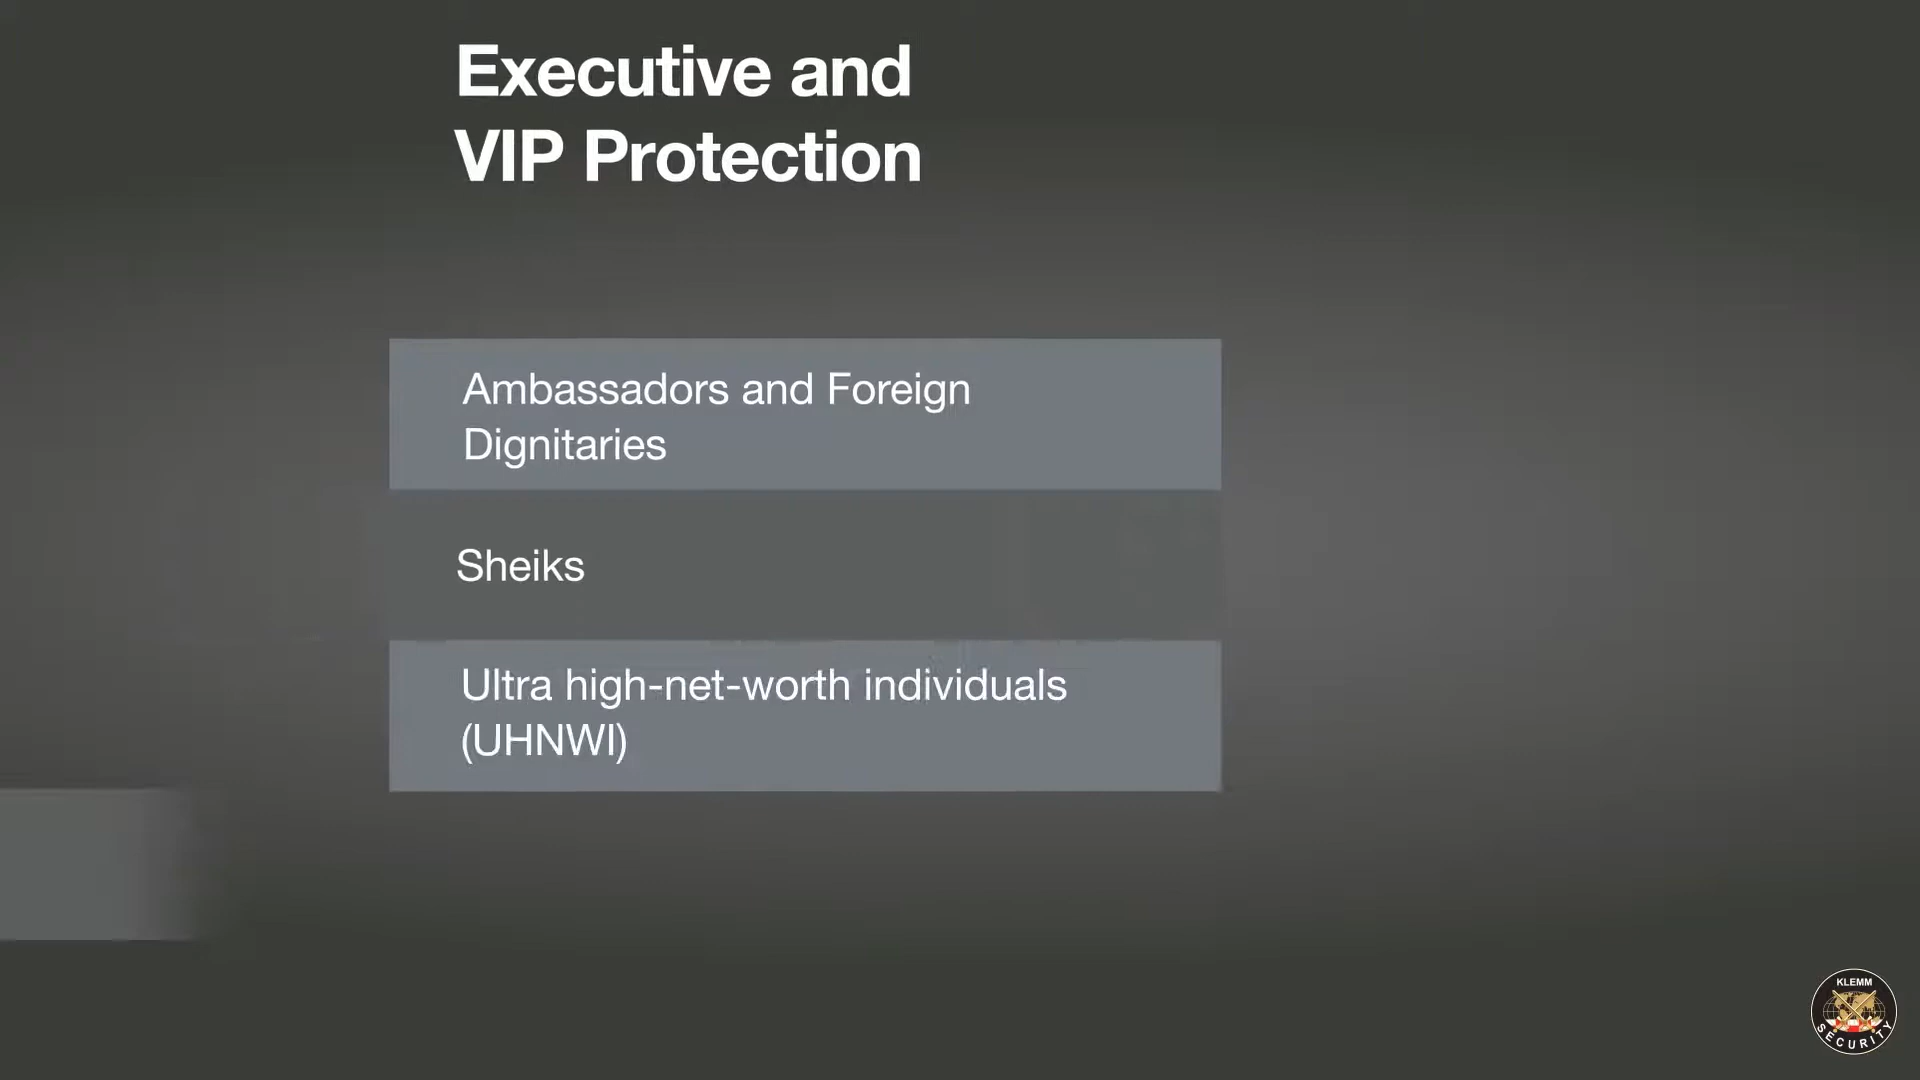 Executive and
VIP Protection
Ambassadors and Foreign
Dignitaries
Sheiks
Ultra high-net-worth individuals
(UHNWI)
KLEMM
SECURITY